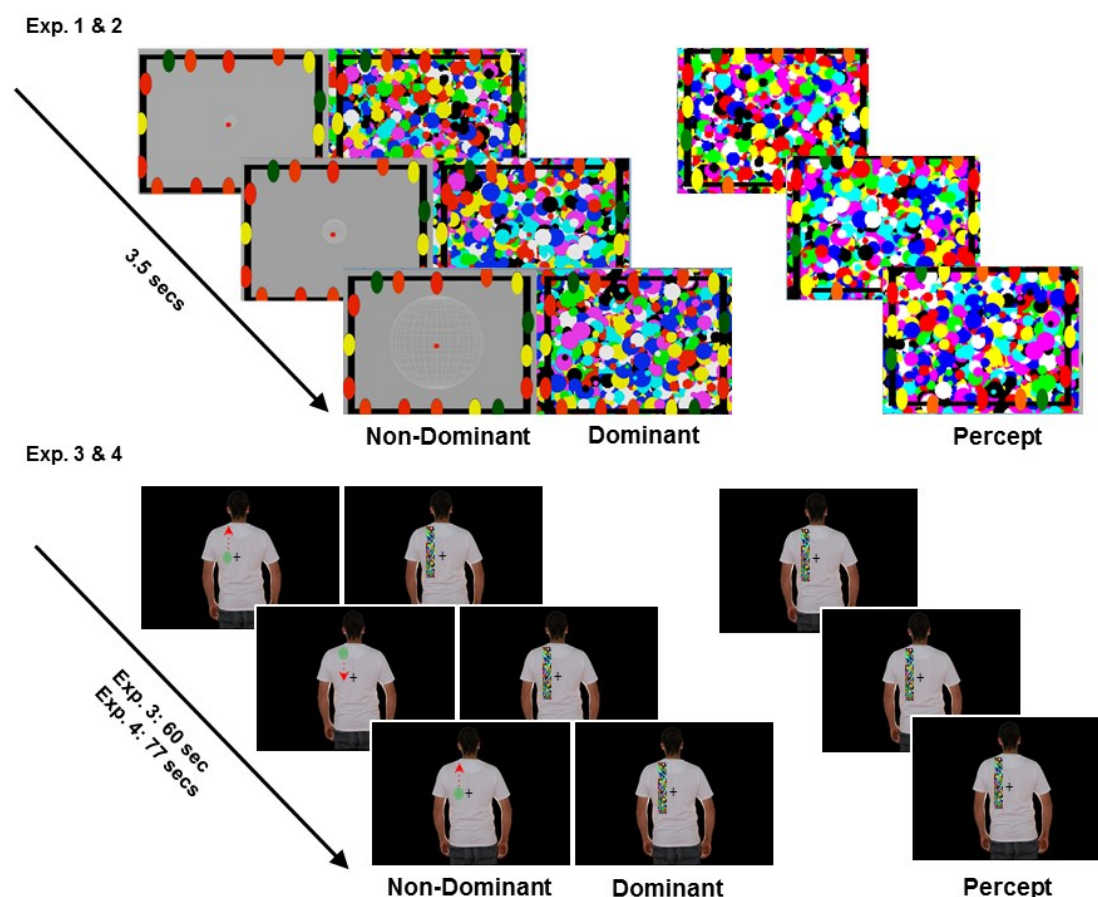 Exp. 1 & 2
3.5 secs
Non-Dominant
Dominant
Percept
Exp. 3 & 4
Exp. 3: 60 sec
Exp. 4: 77 secs
Non-Dominant
Dominant
Percept